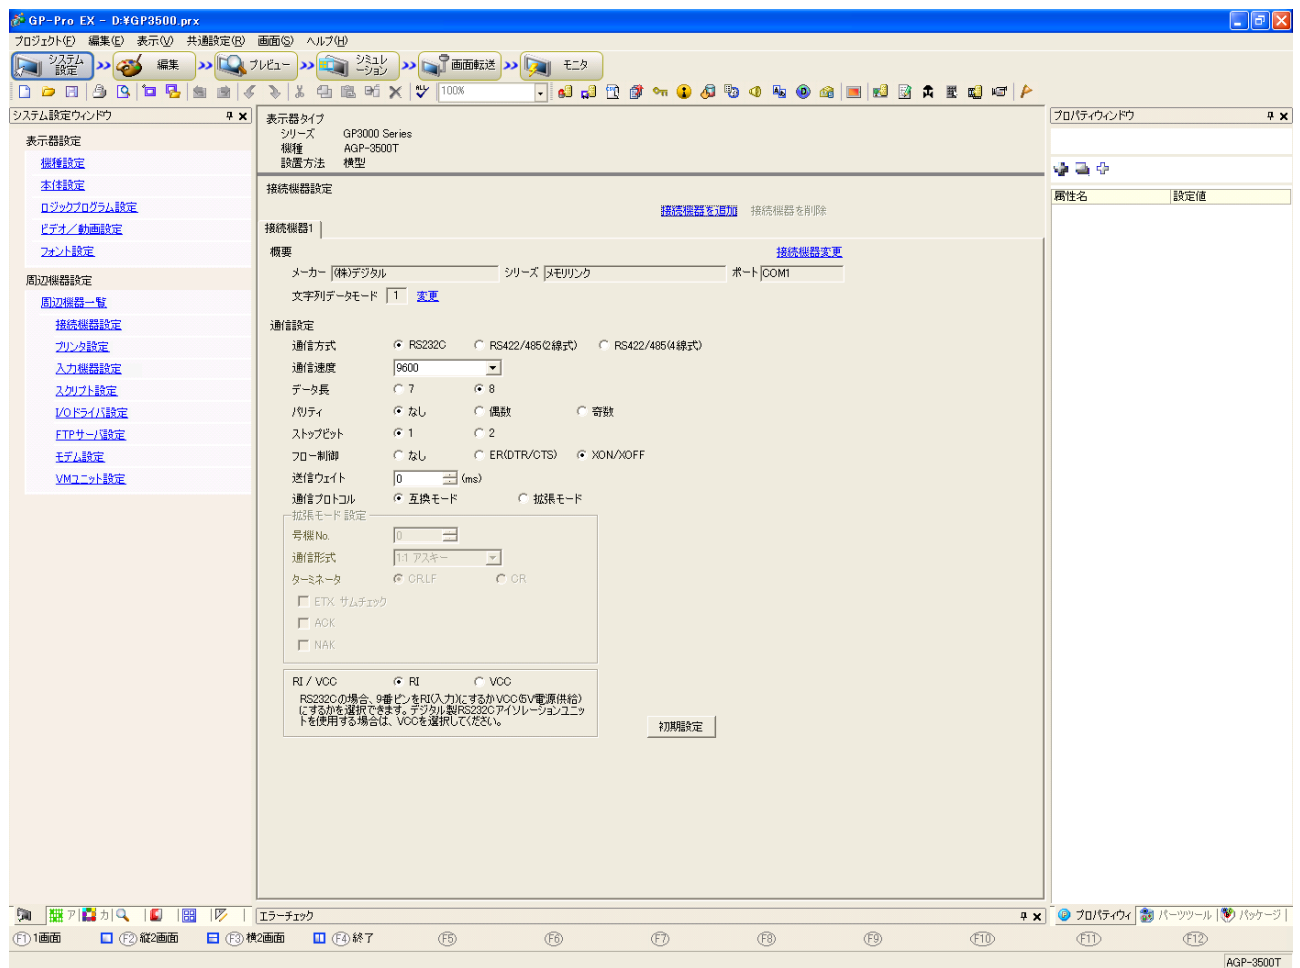 GP-Pro EX - D:¥GP3500.prx
プロジェクト(F) 編集(E) 表示(V) 共通設定(R) 画面(S) ヘルプ(H)
システム設定 編集 プレビュー シミュレーション 画面転送 モニタ
100%
システム設定ウィンドウ
表示器設定
機種設定
本体設定
ロジックプログラム設定
ビデオ/動画設定
フォント設定
周辺機器設定
周辺機器一覧
接続機器設定
プリンタ設定
入力機器設定
スクリプト設定
I/Oドライバ設定
FTPサーバ設定
モデム設定
VMユニット設定
表示器タイプ
シリーズ GP3000 Series
機種 AGP-3500T
設置方法 横型
接続機器設定
接続機器を追加 接続機器を削除
接続機器1
概要 接続機器変更
メーカー (株)デジタル シリーズ メモリリンク ポート COM1
文字列データモード 1 変更
通信設定
通信方式 RS232C RS422/485(2線式) RS422/485(4線式)
通信速度 9600
データ長 7 8
パリティ なし 偶数 奇数
ストップビット 1 2
フロー制御 なし ER(DTR/CTS) XON/XOFF
送信ウェイト 0 (ms)
通信プロトコル 互換モード 拡張モード
拡張モード 設定
号機No. 0
通信形式 1:1 アスキー
ターミネータ CRLF CR
ETX サムチェック
ACK
NAK
RI / VCC RI VCC
RS232Cの場合、9番ピンをRI(入力)にするかVCC(5V電源供給)
にするかを選択できます。デジタル製RS232Cアイソレーションユニッ
トを使用する場合は、VCCを選択してください。
初期設定
プロパティウィンドウ
属性名 設定値
ア カ
エラーチェック
プロパティウィ パーツツール パッケージ
(F1) 1画面 (F2) 縦2画面 (F3) 横2画面 (F4) 終了 (F5) (F6) (F7) (F8) (F9) (F10) (F11) (F12)
AGP-3500T